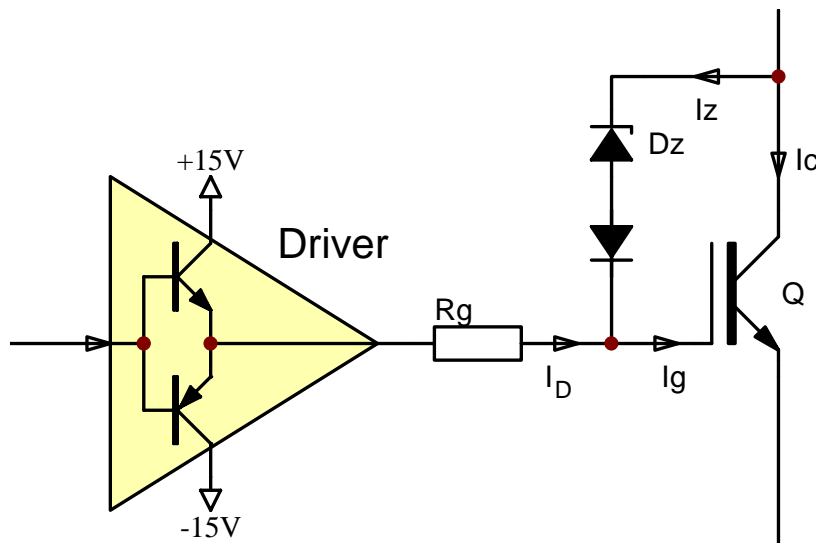 Iz
Dz
Ic
+15V
Driver
Rg
Q
I_D
Ig
-15V